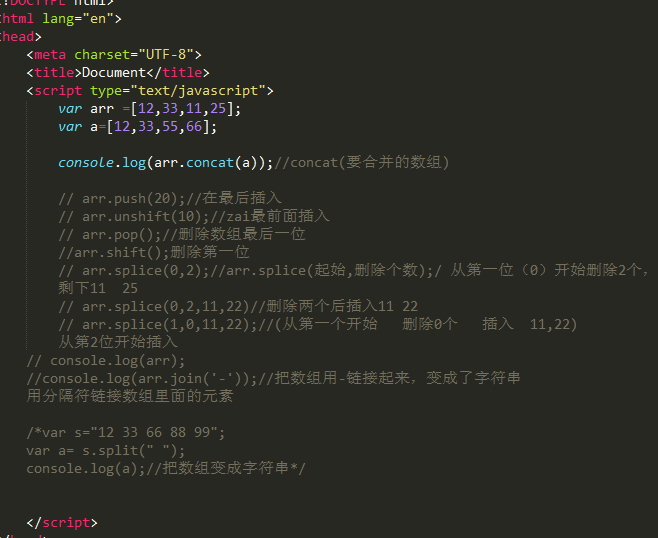 <!DOCTYPE html>
<html lang="en">
<head>
<meta charset="UTF-8">
<title>Document</title>
<script type="text/javascript">
var arr =[12,33,11,25];
var a=[12,33,55,66];
console.log(arr.concat(a));//concat(要合并的数组)
// arr.push(20);//在最后插入
// arr.unshift(10);//zai最前面插入
// arr.pop();//删除数组最后一位
//arr.shift();删除第一位
// arr.splice(0,2);//arr.splice(起始,删除个数);/ 从第一位（0）开始删除2个,
剩下11  25
// arr.splice(0,2,11,22)//删除两个后插入11 22
// arr.splice(1,0,11,22);//(从第一个开始   删除0个   插入  11,22)
从第2位开始插入
// console.log(arr);
//console.log(arr.join('-'));//把数组用-链接起来，变成了字符串
用分隔符链接数组里面的元素
/*var s="12 33 66 88 99";
var a= s.split(" ");
console.log(a);//把数组变成字符串*/
</script>
</head>